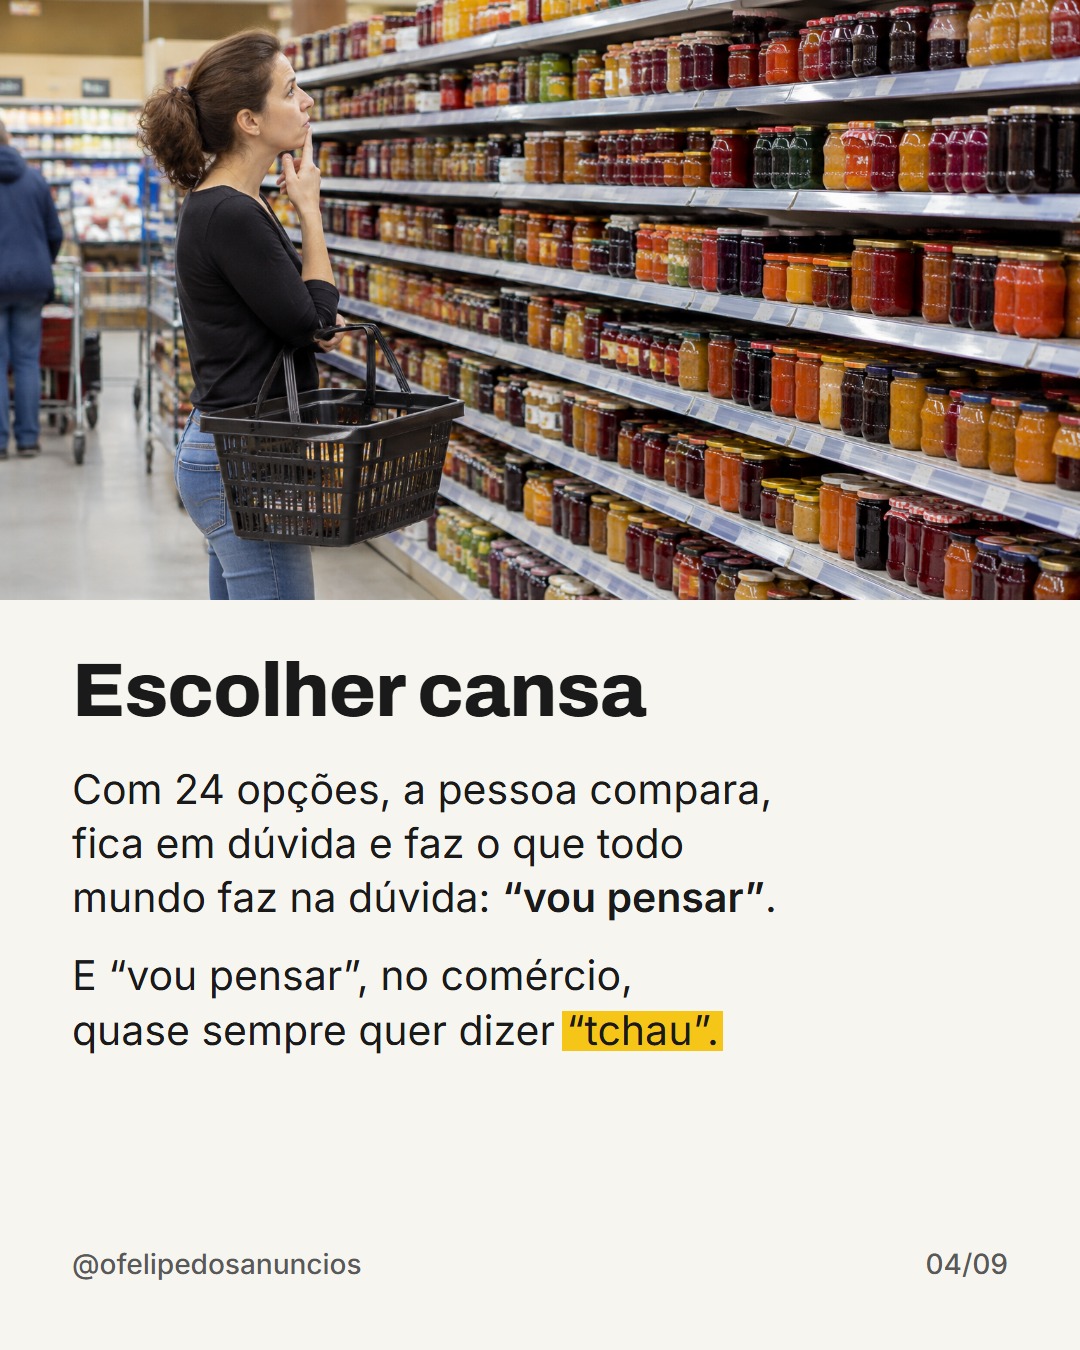 Escolher cansa
Com 24 opções, a pessoa compara,
fica em dúvida e faz o que todo
mundo faz na dúvida: “vou pensar”.
E “vou pensar”, no comércio,
quase sempre quer dizer “tchau”.
@ofelipedosanuncios
04/09